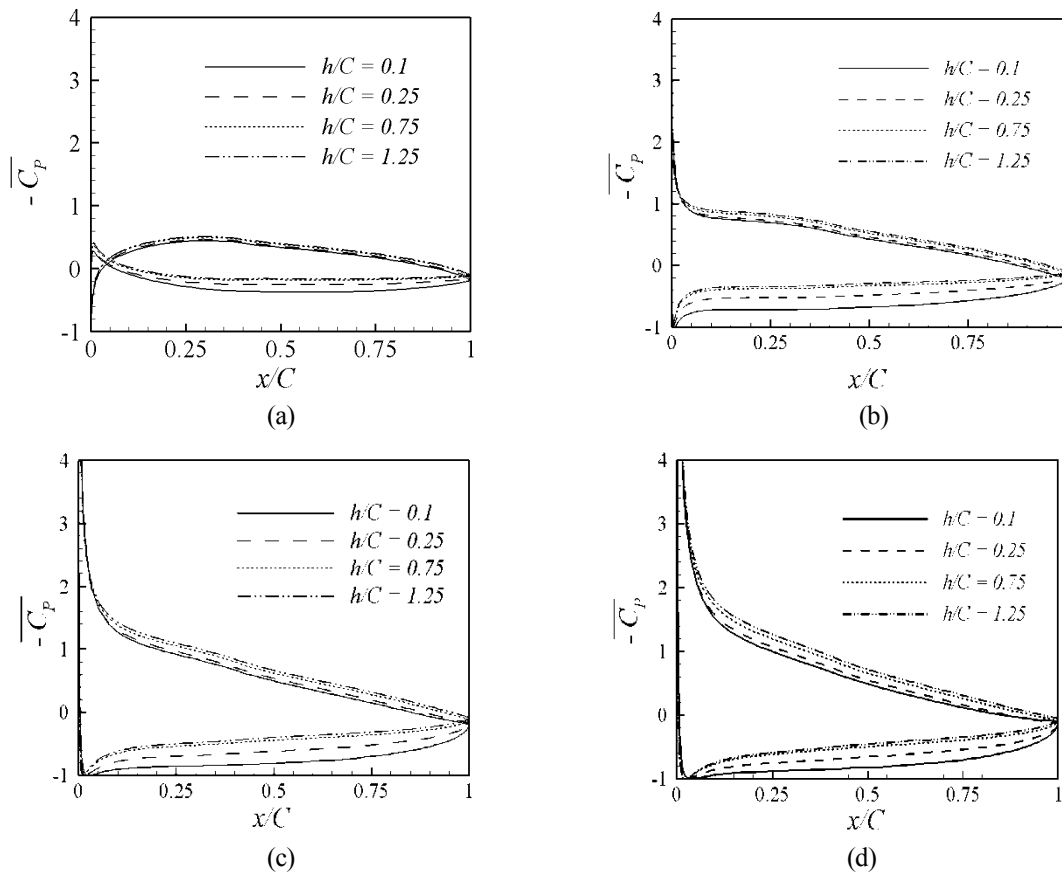 4
3
2
1
0
-1
- C_P
h/C = 0.1
h/C = 0.25
h/C = 0.75
h/C = 1.25
0
0.25
0.5
0.75
1
x/C
(a)
4
3
2
1
0
-1
- C_P
h/C = 0.1
h/C = 0.25
h/C = 0.75
h/C = 1.25
0
0.25
0.5
0.75
x/C
(b)
4
3
2
1
0
-1
- C_P
h/C = 0.1
h/C = 0.25
h/C = 0.75
h/C = 1.25
0
0.25
0.5
0.75
1
x/C
(c)
4
3
2
1
0
-1
- C_P
h/C = 0.1
h/C = 0.25
h/C = 0.75
h/C = 1.25
0
0.25
0.5
0.75
1
x/C
(d)